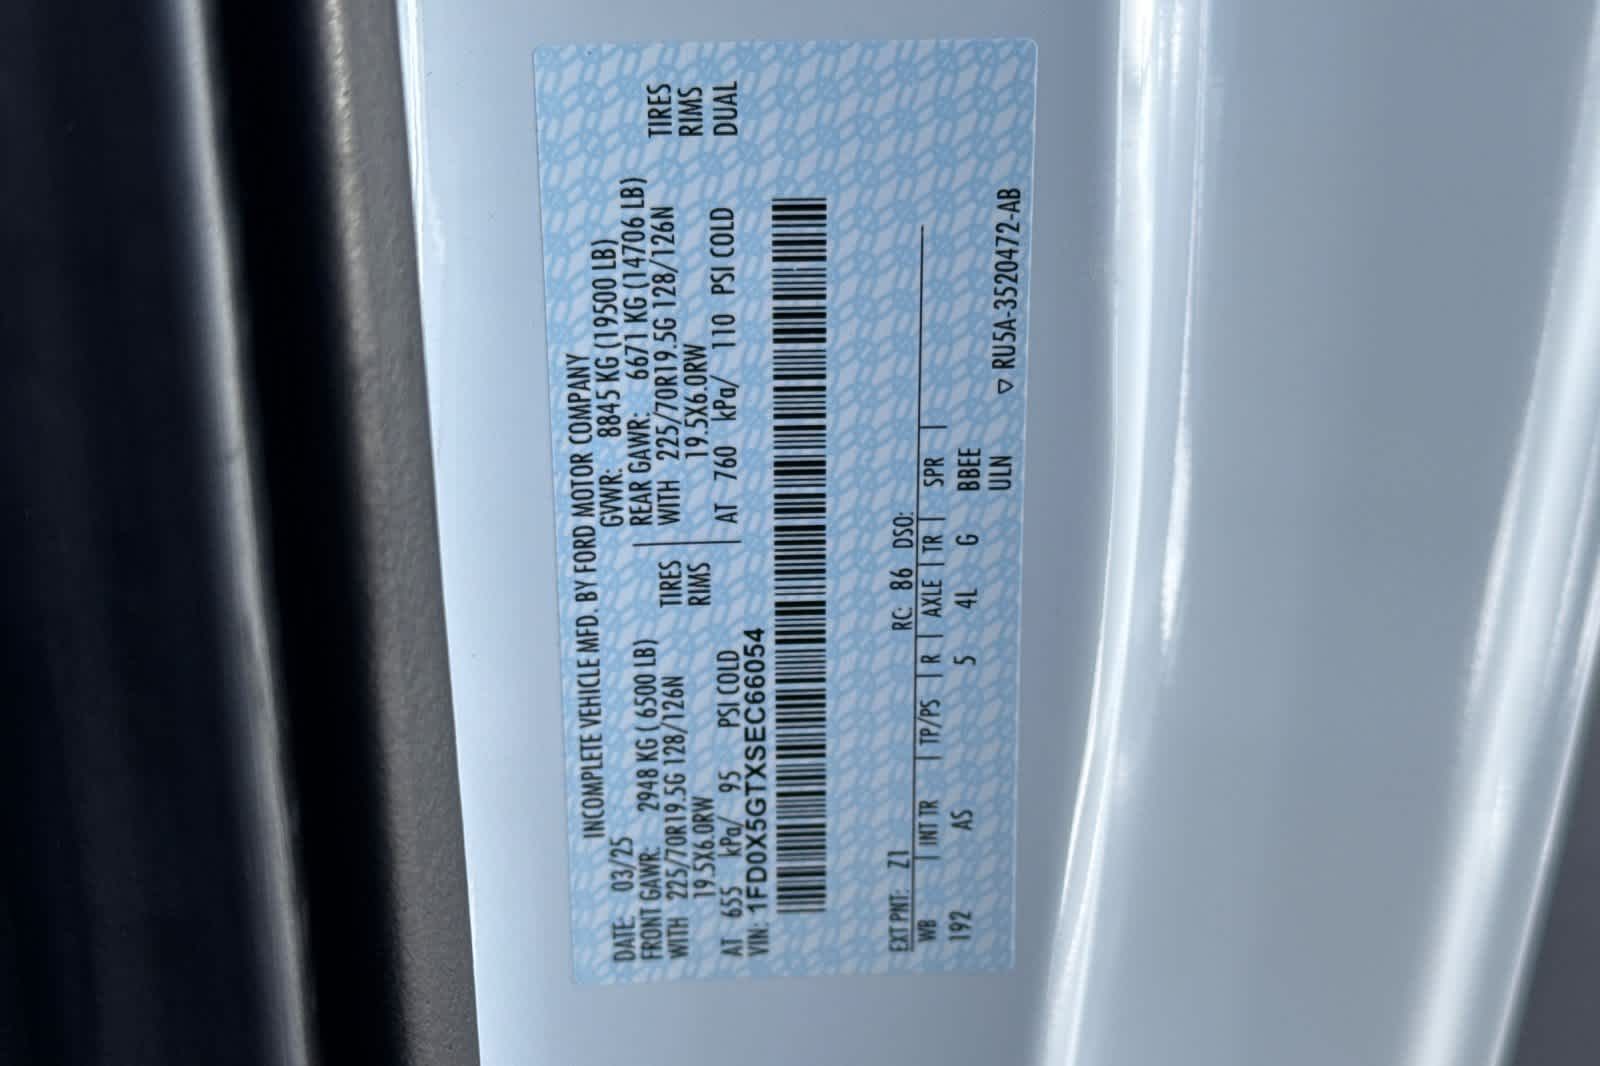 INCOMPLETE VEHICLE MFD. BY FORD MOTOR COMPANY
DATE: 03/25 GVWR: 8845 KG (19500 LB)
FRONT GAWR: 2948 KG ( 6500 LB) REAR GAWR: 6671 KG (14706 LB)
WITH 225/70R19.5G 128/126N TIRES WITH 225/70R19.5G 128/126N TIRES
19.5X6.0RW RIMS 19.5X6.0RW RIMS
AT 655 kPa/ 95 PSI COLD AT 760 kPa/ 110 PSI COLD DUAL
VIN: 1FD0X5GTXSEC66054
EXT PNT: Z1 RC: 86 DSO:
WB | INT TR | TP/PS | R | AXLE | TR | SPR |
192 AS 5 4L G BBEE
ULN ▽ RU5A-3520472-AB